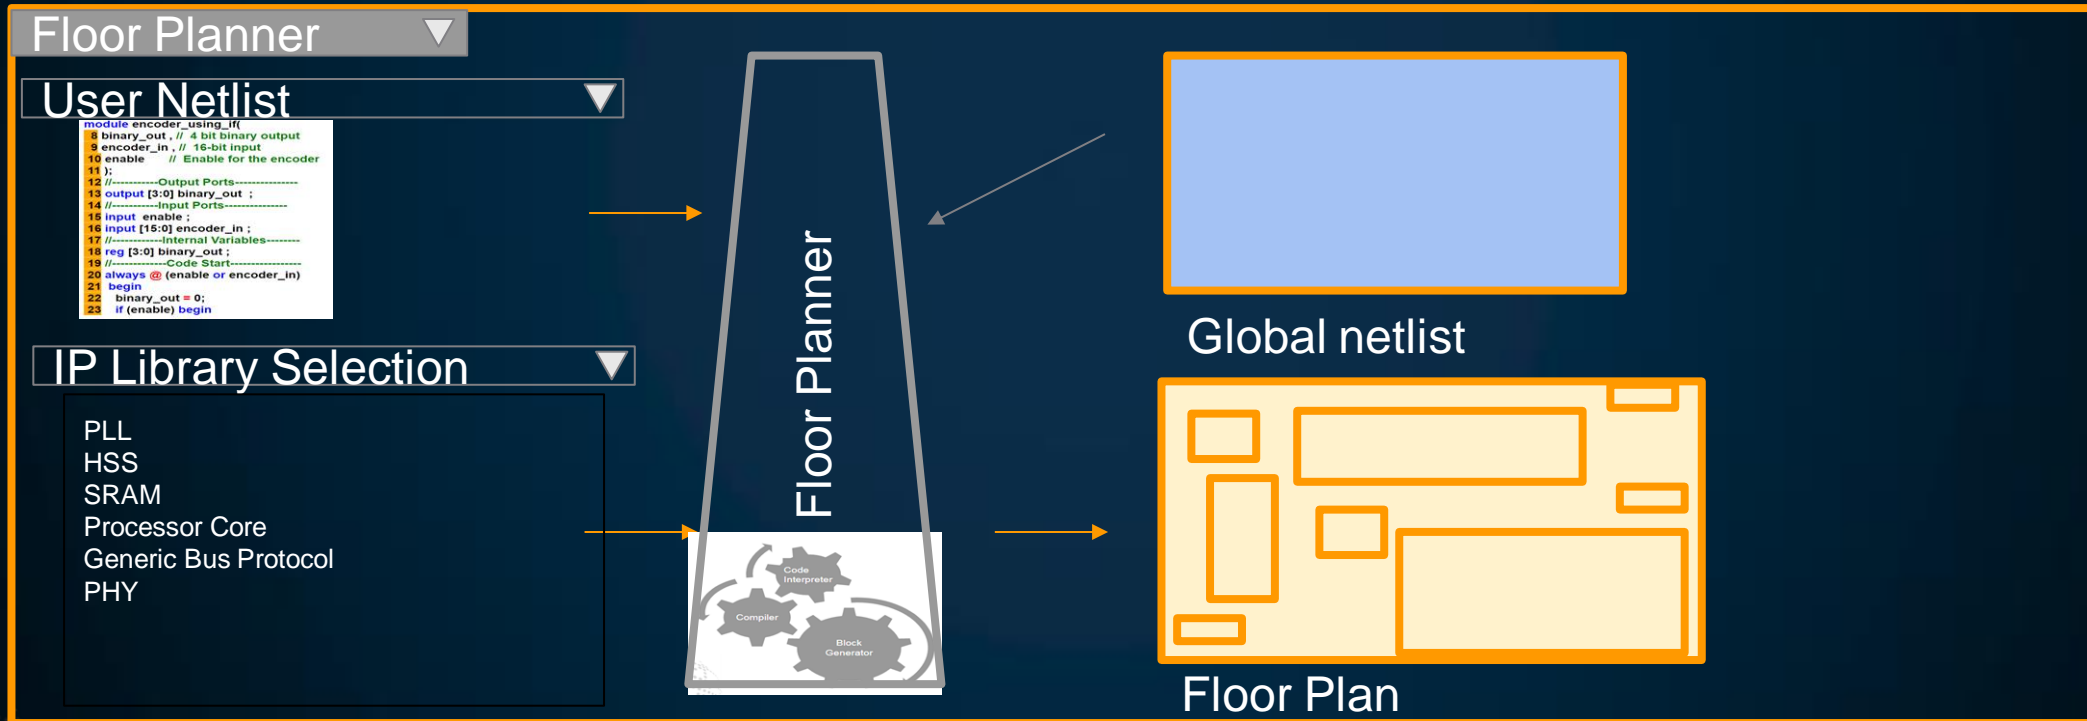 Floor Planner
User Netlist
module encoder_using_if(
8 binary_out , // 4 bit binary output
9 encoder_in , // 16-bit input
10 enable // Enable for the encoder
11 );
12 //-----------Output Ports---------------
13 output [3:0] binary_out ;
14 //-----------Input Ports---------------
15 input enable ;
16 input [15:0] encoder_in ;
17 //------------Internal Variables--------
18 reg [3:0] binary_out ;
19 //-------------Code Start-----------------
20 always @ (enable or encoder_in)
21 begin
22 binary_out = 0;
23 if (enable) begin
IP Library Selection
PLL
HSS
SRAM
Processor Core
Generic Bus Protocol
PHY
Floor Planner
Code
Interpreter
Compiler
Block
Generator
Global netlist
Floor Plan